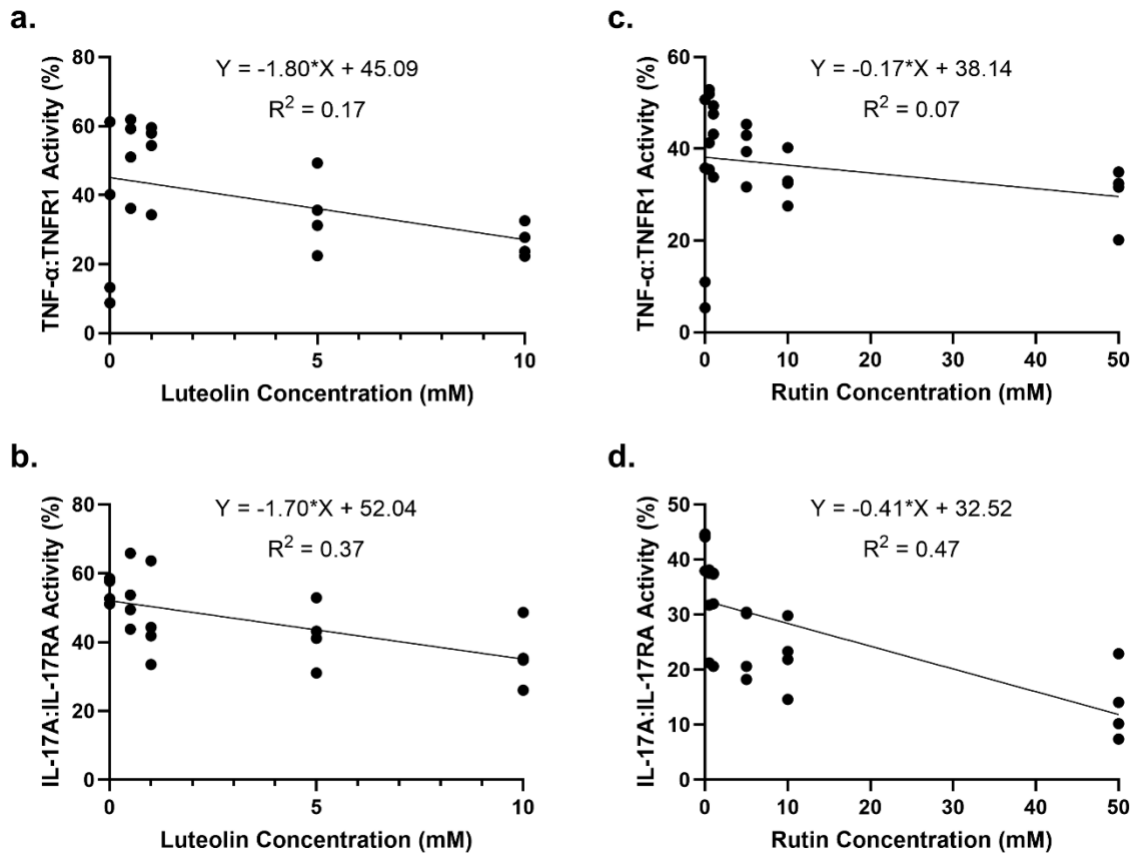 a.
Y = -1.80*X + 45.09
R² = 0.17
TNF-α:TNFR1 Activity (%)
80
60
40
20
0
0
5
10
Luteolin Concentration (mM)
b.
Y = -1.70*X + 52.04
R² = 0.37
IL-17A:IL-17RA Activity (%)
80
60
40
20
0
0
5
10
Luteolin Concentration (mM)
c.
Y = -0.17*X + 38.14
R² = 0.07
TNF-α:TNFR1 Activity (%)
60
40
20
0
0
10
20
30
40
50
Rutin Concentration (mM)
d.
Y = -0.41*X + 32.52
R² = 0.47
IL-17A:IL-17RA Activity (%)
50
40
30
20
10
0
0
10
20
30
40
50
Rutin Concentration (mM)